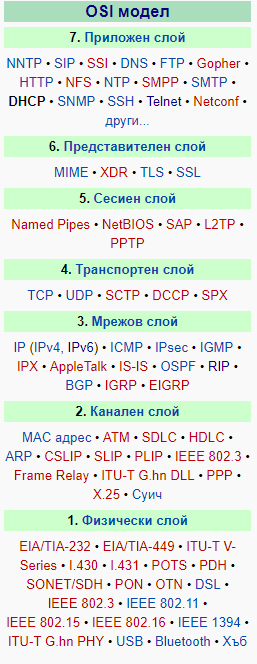 OSI модел
7. Приложен слой
NNTP • SIP • SSI • DNS • FTP • Gopher •
HTTP • NFS • NTP • SMPP • SMTP •
DHCP • SNMP • SSH • Telnet • Netconf •
други...
6. Представителен слой
MIME • XDR • TLS • SSL
5. Сесиен слой
Named Pipes • NetBIOS • SAP • L2TP •
PPTP
4. Транспортен слой
TCP • UDP • SCTP • DCCP • SPX
3. Мрежов слой
IP (IPv4, IPv6) • ICMP • IPsec • IGMP •
IPX • AppleTalk • IS-IS • OSPF • RIP •
BGP • IGRP • EIGRP
2. Канален слой
MAC адрес • ATM • SDLC • HDLC •
ARP • CSLIP • SLIP • PLIP • IEEE 802.3 •
Frame Relay • ITU-T G.hn DLL • PPP •
X.25 • Суич
1. Физически слой
EIA/TIA-232 • EIA/TIA-449 • ITU-T V-
Series • I.430 • I.431 • POTS • PDH •
SONET/SDH • PON • OTN • DSL •
IEEE 802.3 • IEEE 802.11 •
IEEE 802.15 • IEEE 802.16 • IEEE 1394 •
ITU-T G.hn PHY • USB • Bluetooth • Хъб